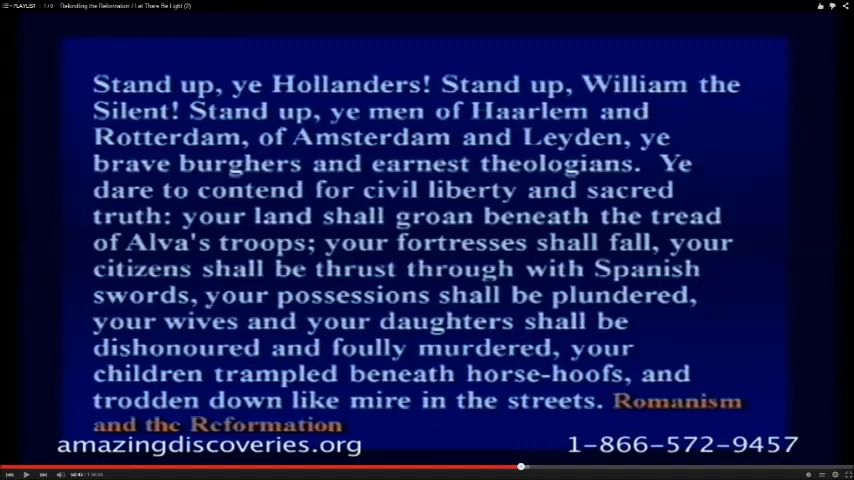 PLAYLIST 1/0 Rekindling the Reformation / Let There Be Light (2)
Stand up, ye Hollanders! Stand up, William the
Silent! Stand up, ye men of Haarlem and
Rotterdam, of Amsterdam and Leyden, ye
brave burghers and earnest theologians. Ye
dare to contend for civil liberty and sacred
truth: your land shall groan beneath the tread
of Alva's troops; your fortresses shall fall, your
citizens shall be thrust through with Spanish
swords, your possessions shall be plundered,
your wives and your daughters shall be
dishonoured and foully murdered, your
children trampled beneath horse-hoofs, and
trodden down like mire in the streets. Romanism
and the Reformation
amazingdiscoveries.org 1-866-572-9457